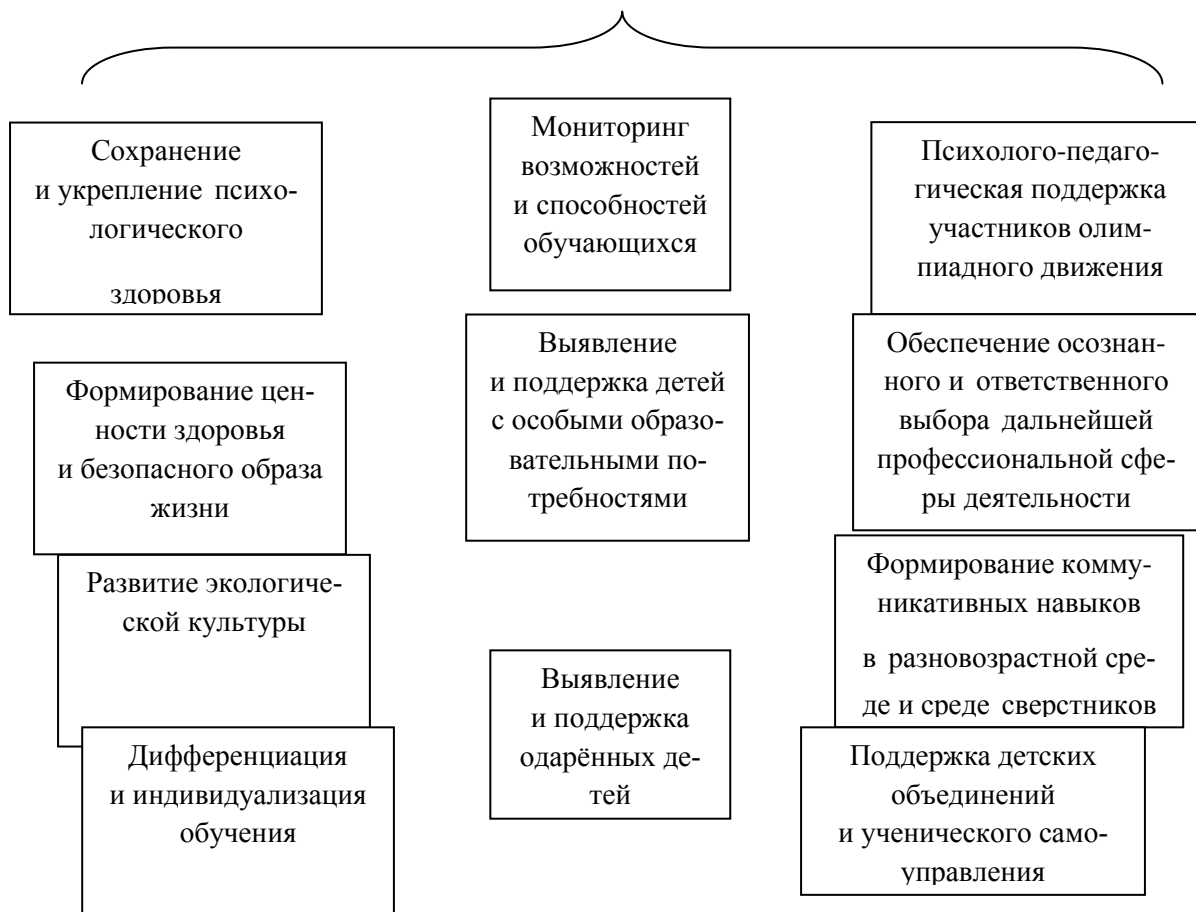 Сохранение
и укрепление психо-
логического
здоровья
Формирование цен-
ности здоровья
и безопасного образа
жизни
Развитие экологиче-
ской культуры
Дифференциация
и индивидуализация
обучения
Мониторинг
возможностей
и способностей
обучающихся
Выявление
и поддержка детей
с особыми образо-
вательными по-
требностями
Выявление
и поддержка
одарённых де-
тей
Психолого-педаго-
гическая поддержка
участников олим-
пиадного движения
Обеспечение осознан-
ного и ответственного
выбора дальнейшей
профессиональной сфе-
ры деятельности
Формирование комму-
никативных навыков
в разновозрастной сре-
де и среде сверстников
Поддержка детских
объединений
и ученического само-
управления